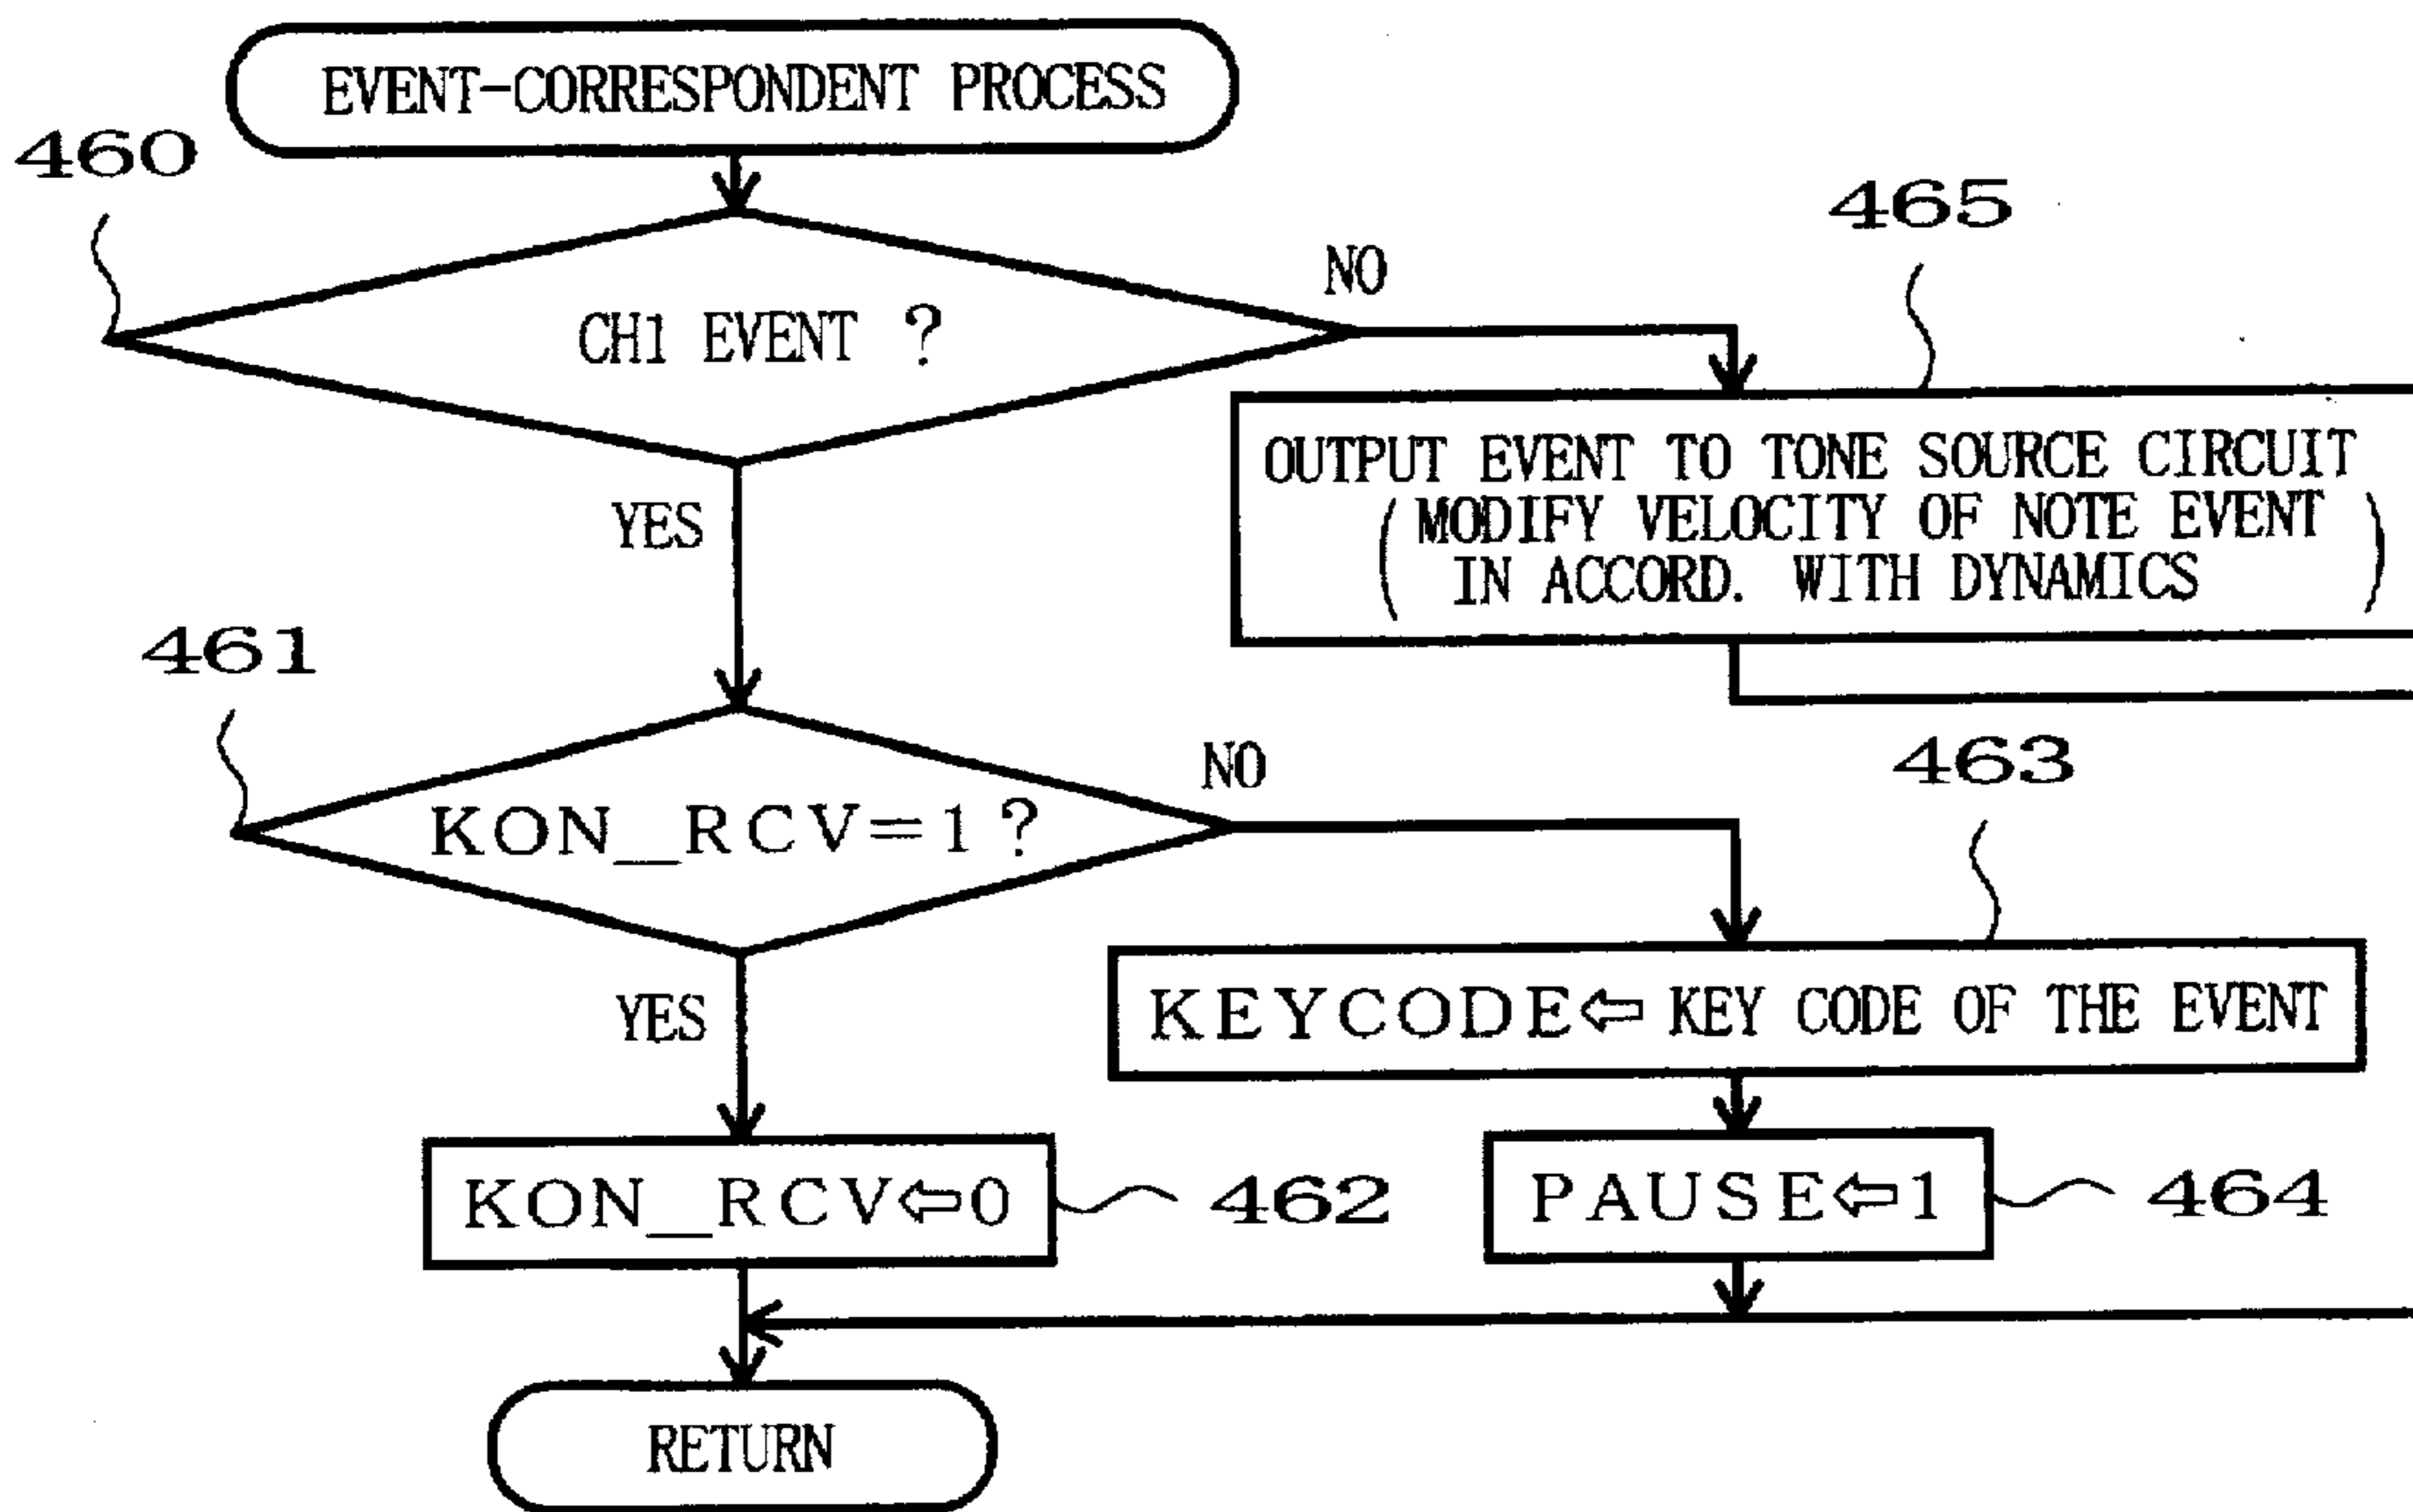 EVENT-CORRESPONDENT PROCESS
460
CH1 EVENT ?
NO
465
OUTPUT EVENT TO TONE SOURCE CIRCUIT
( MODIFY VELOCITY OF NOTE EVENT
IN ACCORD. WITH DYNAMICS )
YES
461
KON_RCV=1 ?
NO
463
KEYCODE⇦ KEY CODE OF THE EVENT
YES
KON_RCV⇦0
462
PAUSE⇦1
464
RETURN